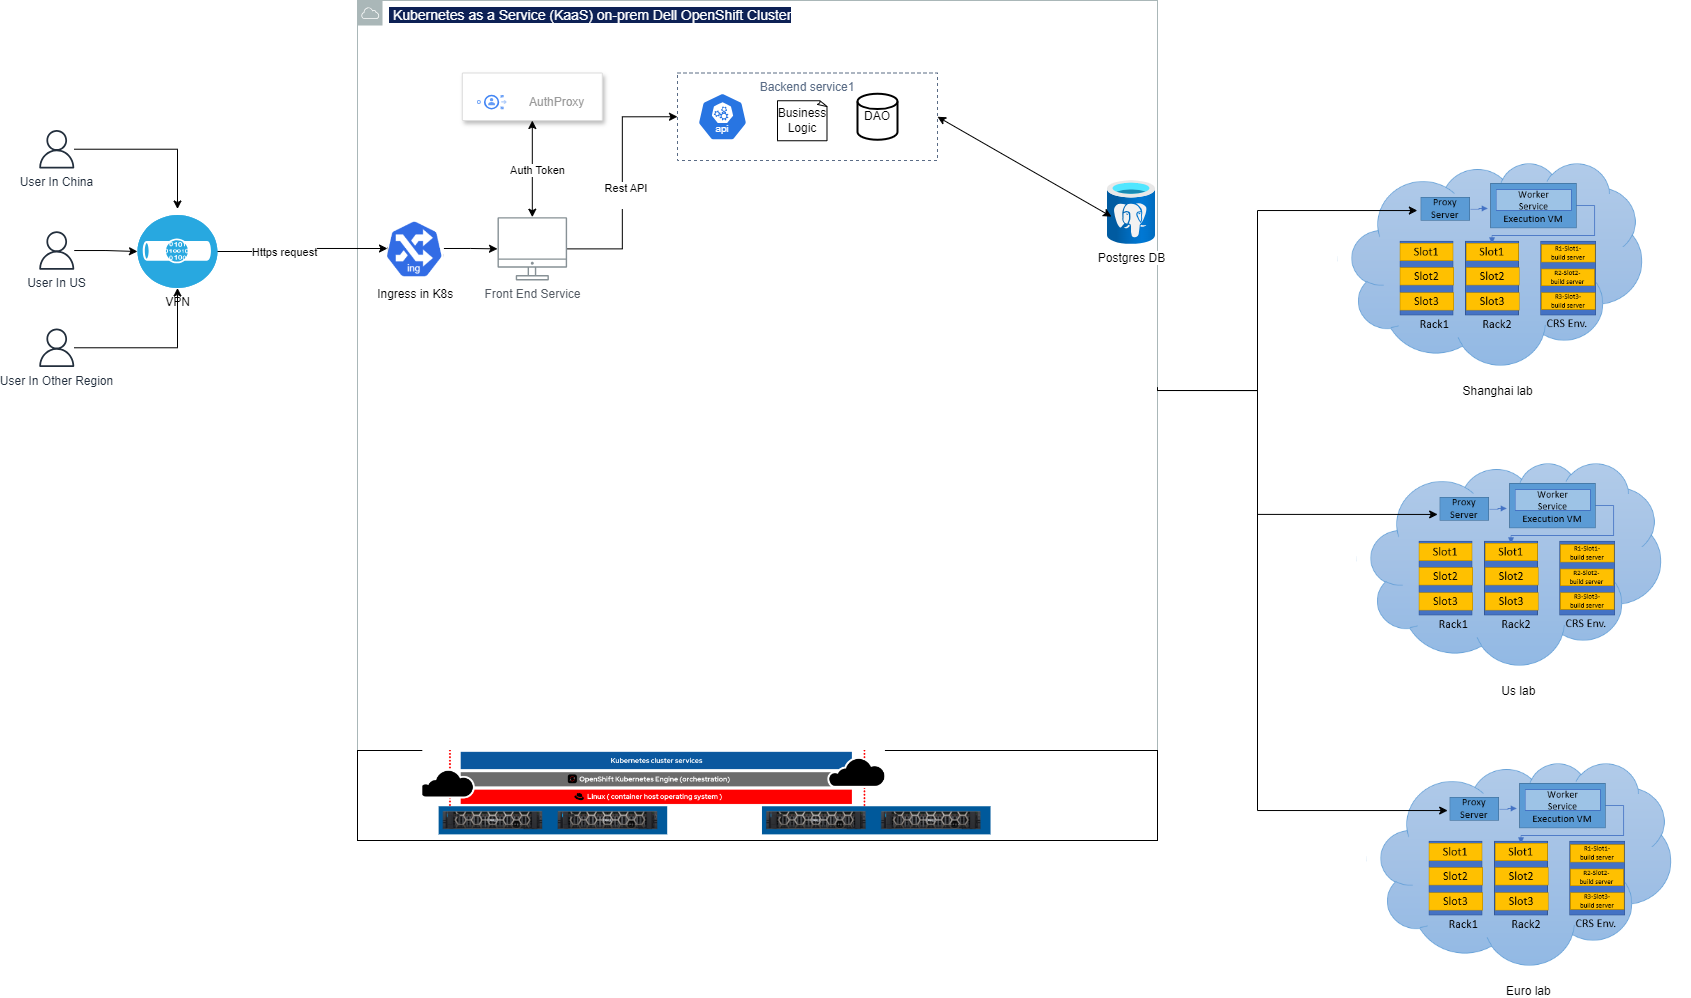 Kubernetes as a Service (KaaS) on-prem Dell OpenShift Cluster
User In China
User In US
User In Other Region
VPN
Https request
ing
Ingress in K8s
AuthProxy
Auth Token
Front End Service
Rest API
Backend service1
api
Business
Logic
DAO
Postgres DB
Kubernetes cluster services
OpenShift Kubernetes Engine (orchestration)
Linux ( container host operating system )
Proxy
Server
Worker
Service
Execution VM
Slot1
Slot2
Slot3
Rack1
Slot1
Slot2
Slot3
Rack2
R1-Slot1-
build server
R2-Slot2-
build server
R3-Slot3-
build server
CRS Env.
Shanghai lab
Proxy
Server
Worker
Service
Execution VM
Slot1
Slot2
Slot3
Rack1
Slot1
Slot2
Slot3
Rack2
R1-Slot1-
build server
R2-Slot2-
build server
R3-Slot3-
build server
CRS Env.
Us lab
Proxy
Server
Worker
Service
Execution VM
Slot1
Slot2
Slot3
Rack1
Slot1
Slot2
Slot3
Rack2
R1-Slot1-
build server
R2-Slot2-
build server
R3-Slot3-
build server
CRS Env.
Euro lab